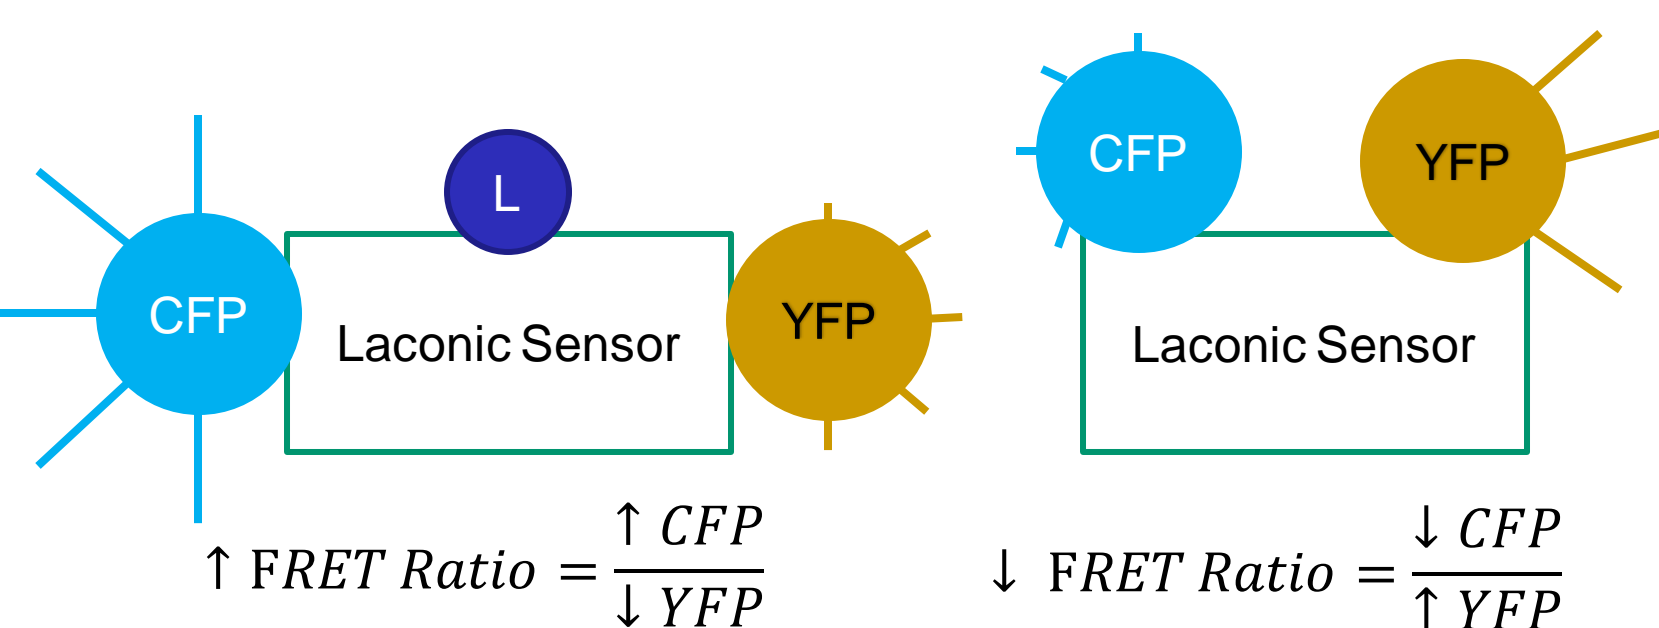 CFP
L
Laconic Sensor
YFP
↑ FRET Ratio = ↑ CFP / ↓ YFP
CFP
YFP
Laconic Sensor
↓ FRET Ratio = ↓ CFP / ↑ YFP